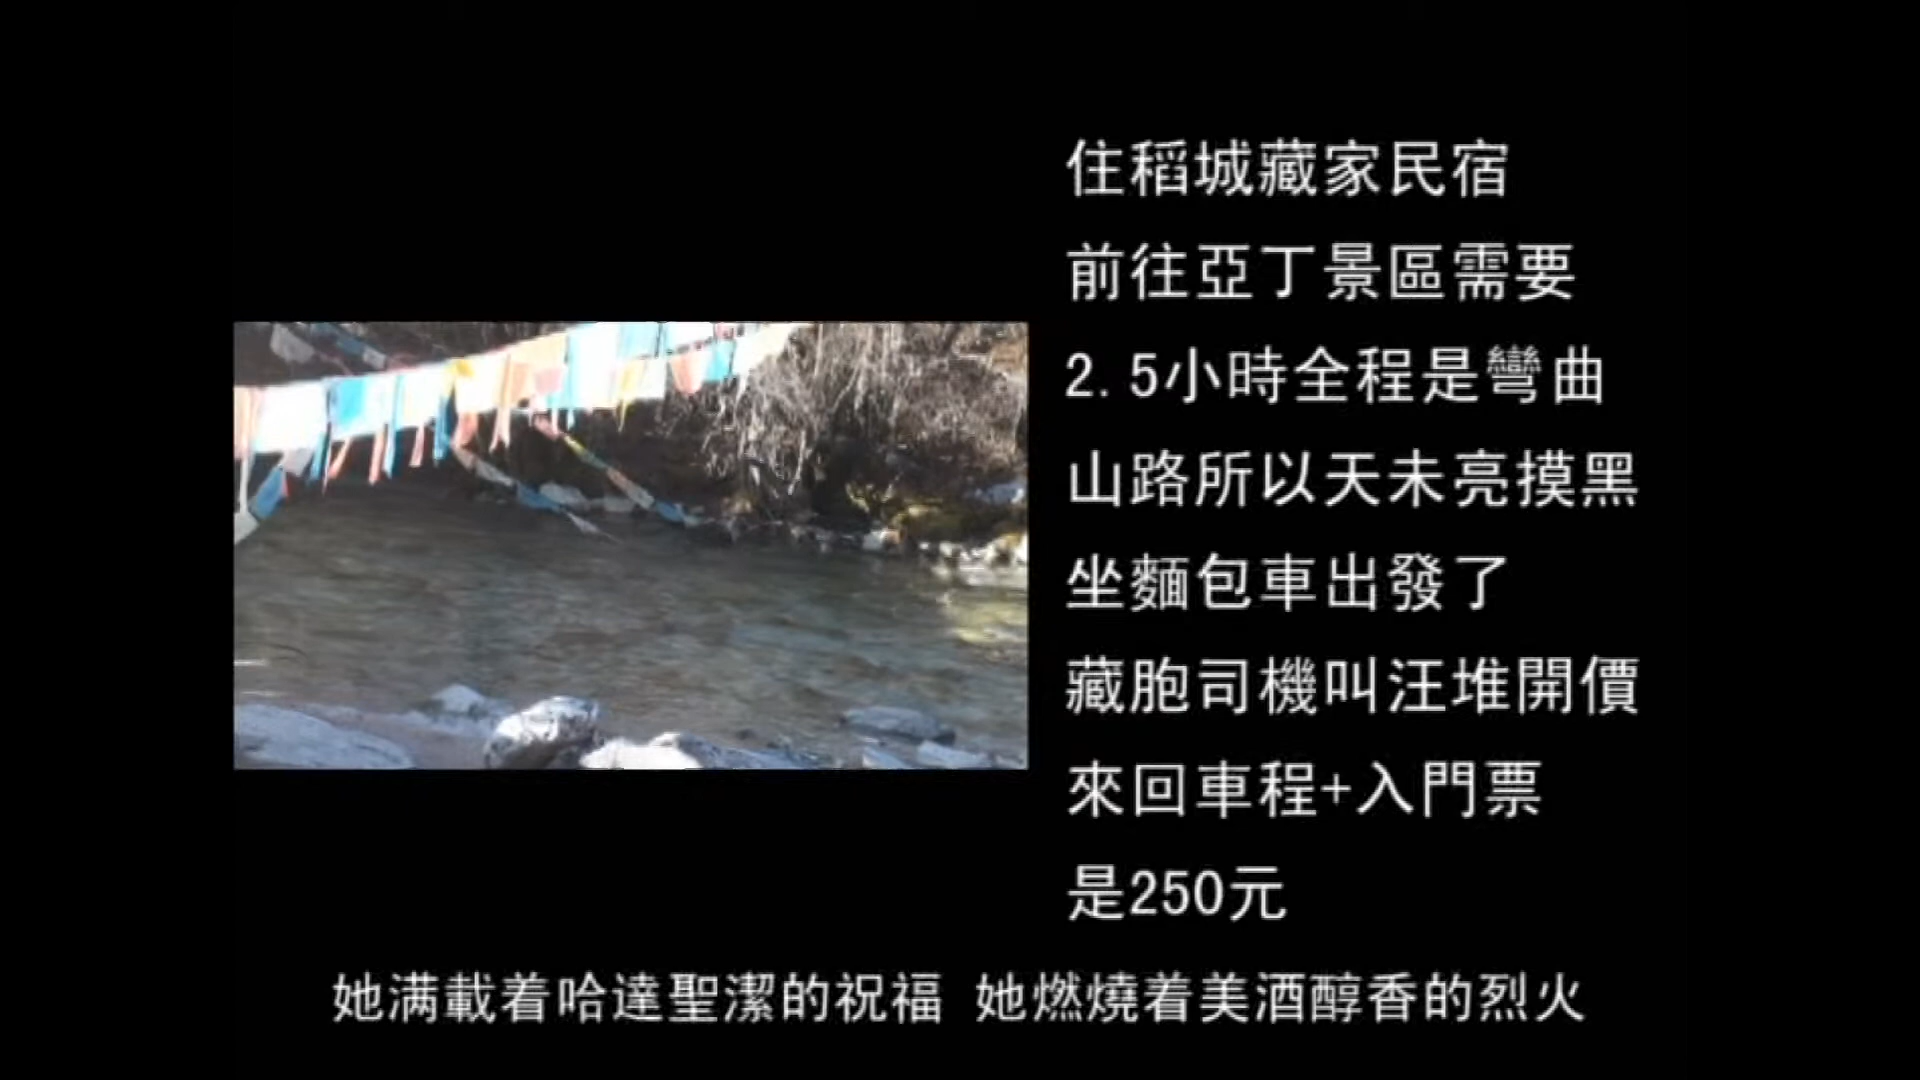 住稻城藏家民宿
前往亞丁景區需要
2.5小時全程是彎曲
山路所以天未亮摸黑
坐麵包車出發了
藏胞司機叫汪堆開價
來回車程+入門票
是250元
她满載着哈達聖潔的祝福 她燃燒着美酒醇香的烈火